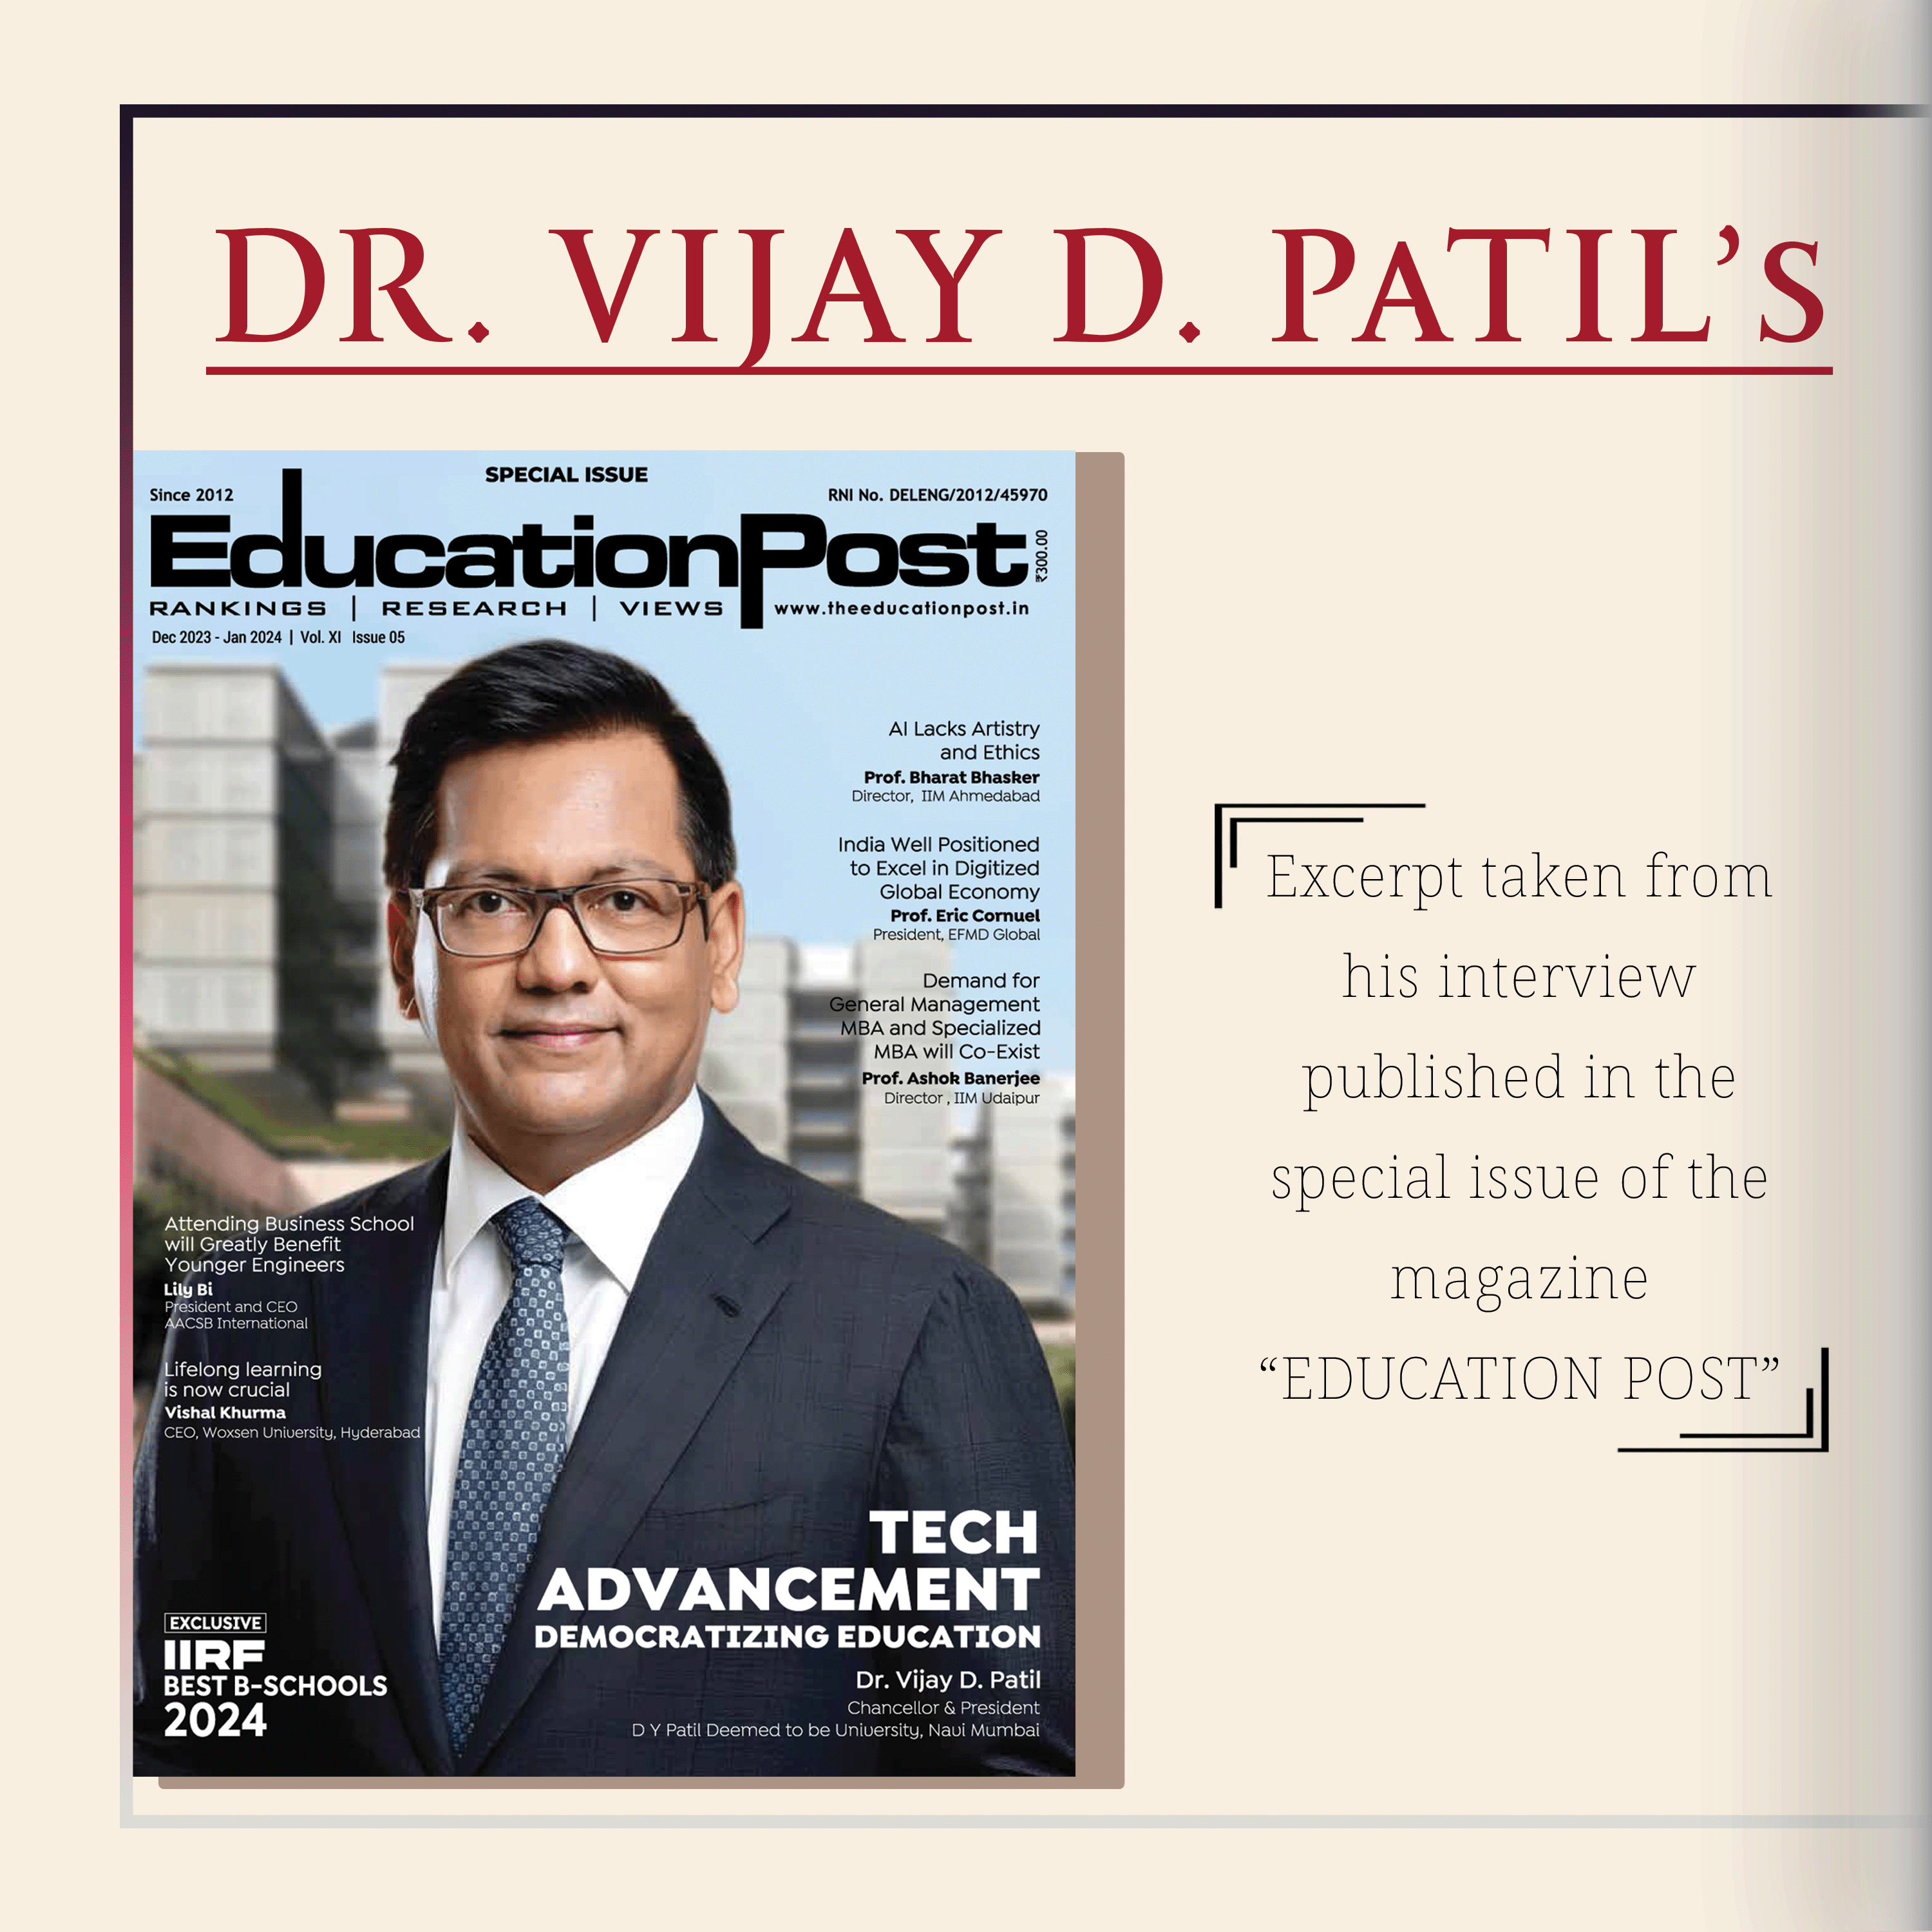 DR. VIJAY D. PATIL’S
SPECIAL ISSUE
Since 2012
RNI No. DELENG/2012/45970
EducationPost
₹300.00
RANKINGS | RESEARCH | VIEWS
www.theeducationpost.in
Dec 2023 - Jan 2024 | Vol. XI Issue 05
AI Lacks Artistry
and Ethics
Prof. Bharat Bhasker
Director, IIM Ahmedabad
India Well Positioned
to Excel in Digitized
Global Economy
Prof. Eric Cornuel
President, EFMD Global
Demand for
General Management
MBA and Specialized
MBA will Co-Exist
Prof. Ashok Banerjee
Director , IIM Udaipur
Attending Business School
will Greatly Benefit
Younger Engineers
Lily Bi
President and CEO
AACSB International
Lifelong learning
is now crucial
Vishal Khurma
CEO, Woxsen University, Hyderabad
EXCLUSIVE
IIRF
BEST B-SCHOOLS
2024
TECH
ADVANCEMENT
DEMOCRATIZING EDUCATION
Dr. Vijay D. Patil
Chancellor & President
D Y Patil Deemed to be University, Navi Mumbai
Excerpt taken from
his interview
published in the
special issue of the
magazine
“EDUCATION POST”